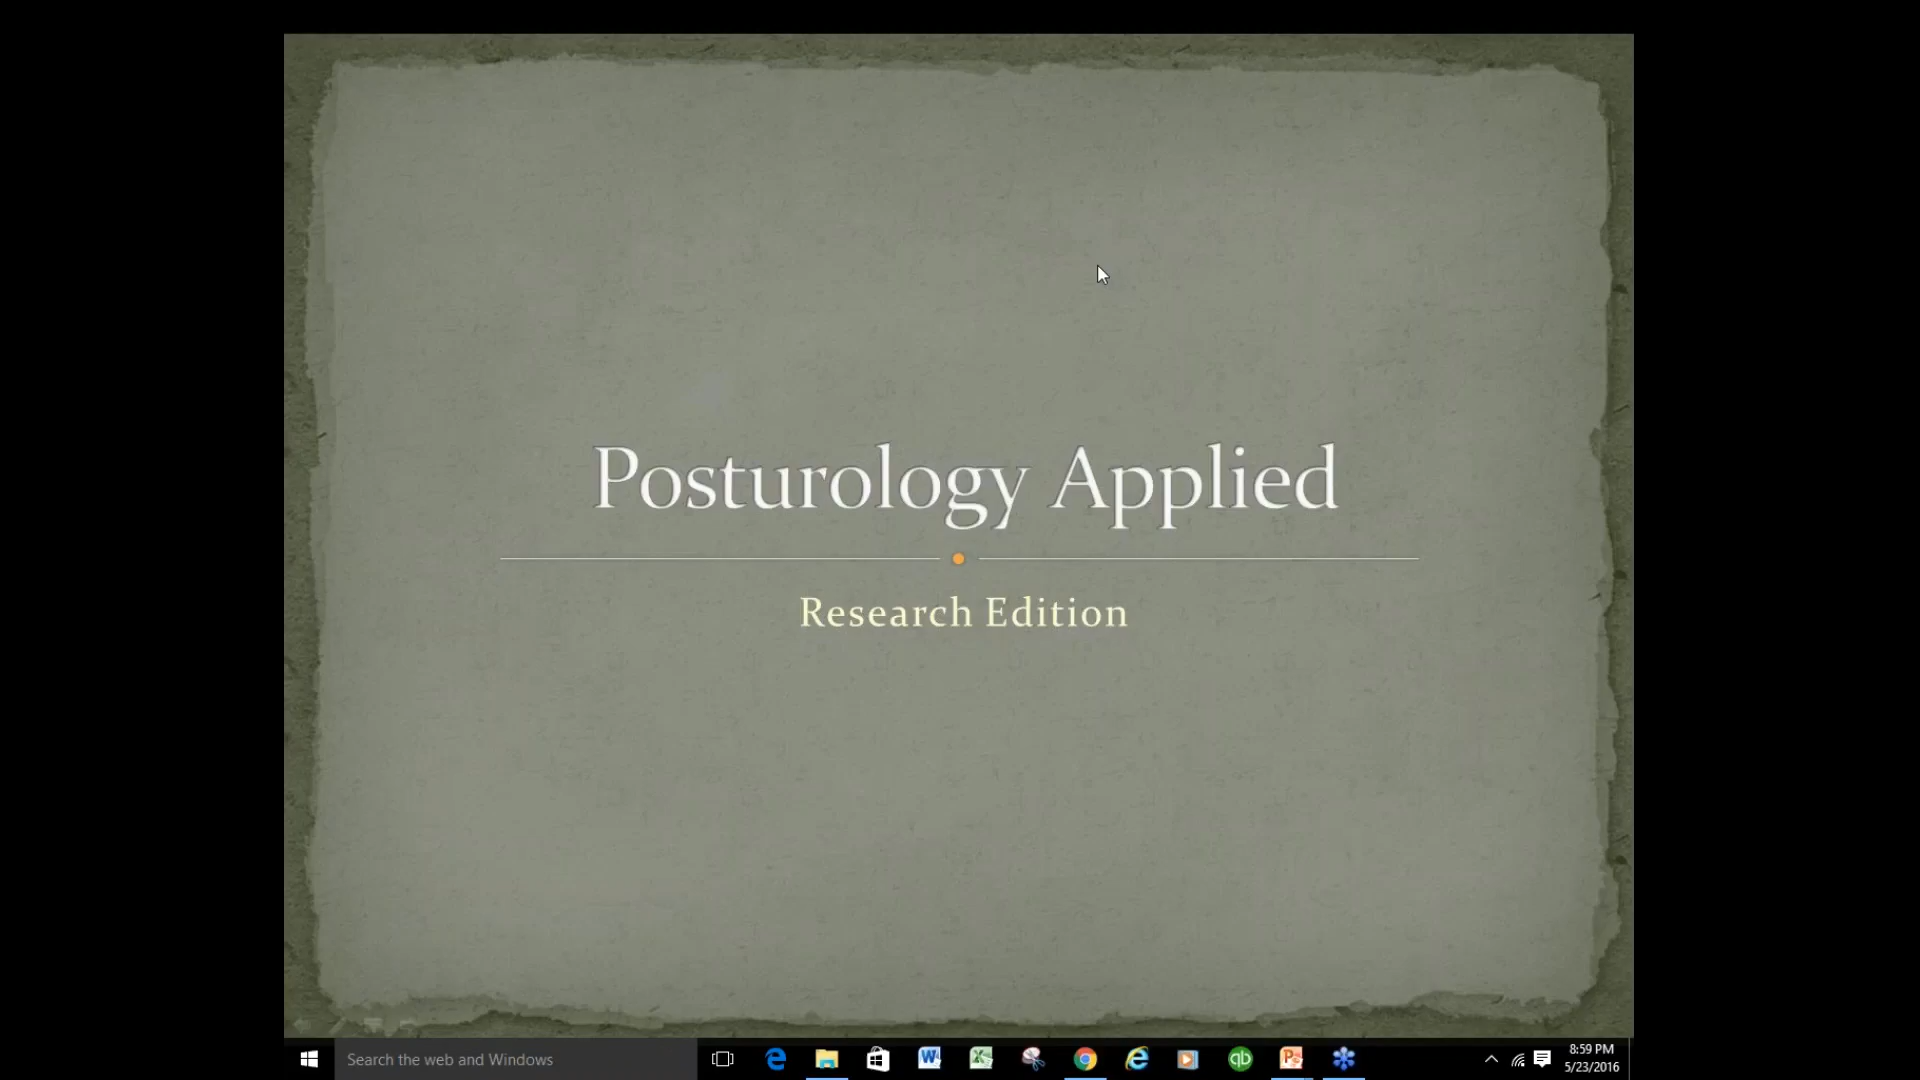 Posturology Applied
Research Edition
Search the web and Windows
8:59 PM
5/23/2016